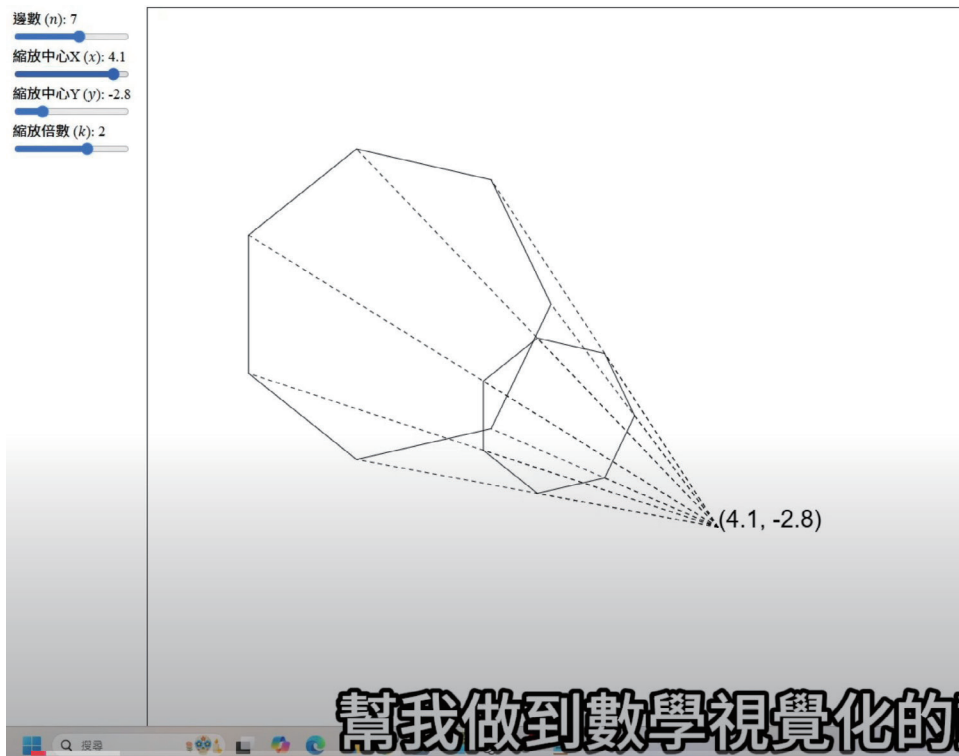 邊數 (n): 7
縮放中心X (x): 4.1
縮放中心Y (y): -2.8
縮放倍數 (k): 2
(4.1, -2.8)
幫我做到數學視覺化的
搜尋